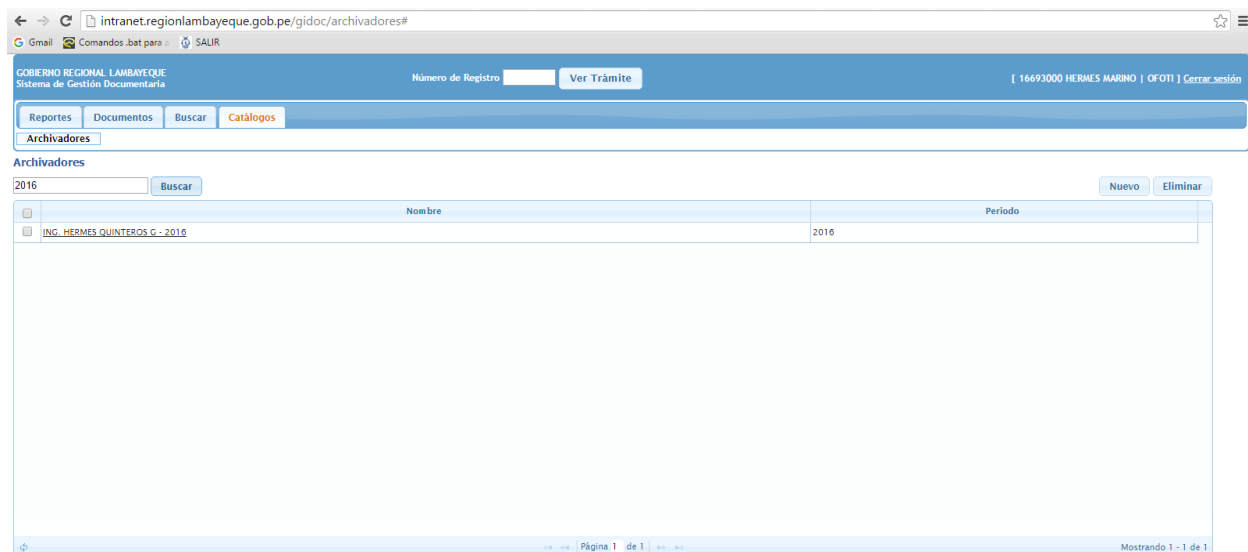 intranet.regionlambayeque.gob.pe/gidoc/archivadores#
Gmail Comandos .bat para a SALIR
GOBIERNO REGIONAL LAMBAYEQUE
Sistema de Gestión Documentaria
Número de Registro Ver Trámite
[ 16693000 HERMES MARINO | OFOTI ] Cerrar sesión
Reportes Documentos Buscar Catálogos
Archivadores
Archivadores
2016 Buscar Nuevo Eliminar
Nombre Periodo
ING. HERMES QUINTEROS G - 2016 2016
Página 1 de 1 Mostrando 1 - 1 de 1